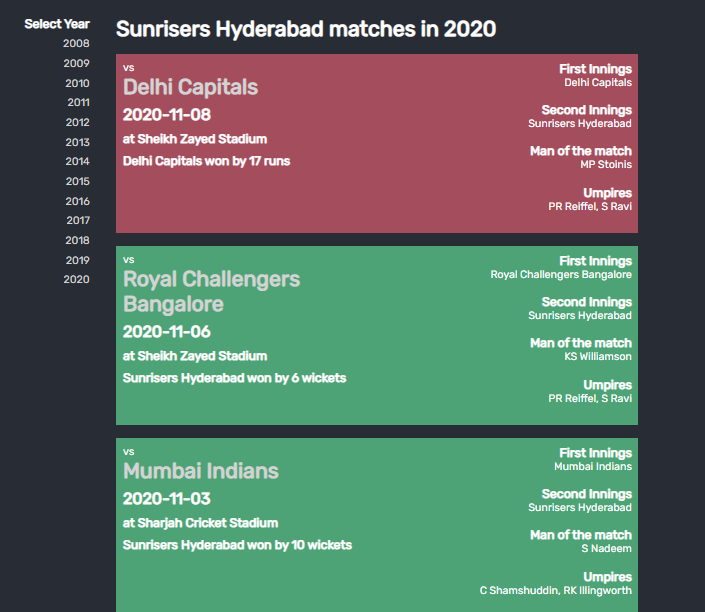 Select Year
2008
2009
2010
2011
2012
2013
2014
2015
2016
2017
2018
2019
2020
Sunrisers Hyderabad matches in 2020
vs
Delhi Capitals
2020-11-08
at Sheikh Zayed Stadium
Delhi Capitals won by 17 runs
First Innings
Delhi Capitals
Second Innings
Sunrisers Hyderabad
Man of the match
MP Stoinis
Umpires
PR Reiffel, S Ravi
vs
Royal Challengers
Bangalore
2020-11-06
at Sheikh Zayed Stadium
Sunrisers Hyderabad won by 6 wickets
First Innings
Royal Challengers Bangalore
Second Innings
Sunrisers Hyderabad
Man of the match
KS Williamson
Umpires
PR Reiffel, S Ravi
vs
Mumbai Indians
2020-11-03
at Sharjah Cricket Stadium
Sunrisers Hyderabad won by 10 wickets
First Innings
Mumbai Indians
Second Innings
Sunrisers Hyderabad
Man of the match
S Nadeem
Umpires
C Shamshuddin, RK Illingworth